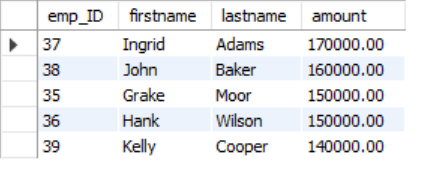 emp_ID firstname lastname amount
37 Ingrid Adams 170000.00
38 John Baker 160000.00
35 Grake Moor 150000.00
36 Hank Wilson 150000.00
39 Kelly Cooper 140000.00